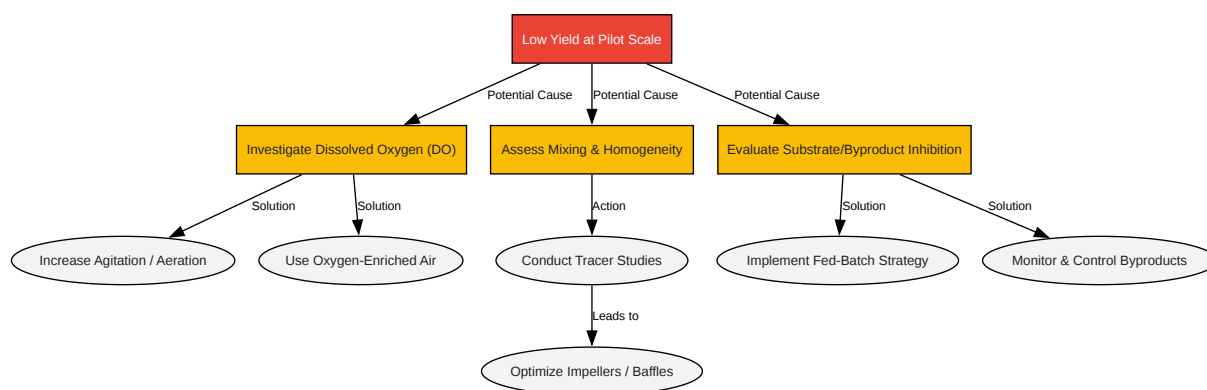 Low Yield at Pilot Scale
Potential Cause
Potential Cause
Potential Cause
Investigate Dissolved Oxygen (DO)
Assess Mixing & Homogeneity
Evaluate Substrate/Byproduct Inhibition
Solution
Solution
Action
Solution
Solution
Increase Agitation / Aeration
Use Oxygen-Enriched Air
Conduct Tracer Studies
Implement Fed-Batch Strategy
Monitor & Control Byproducts
Leads to
Optimize Impellers / Baffles